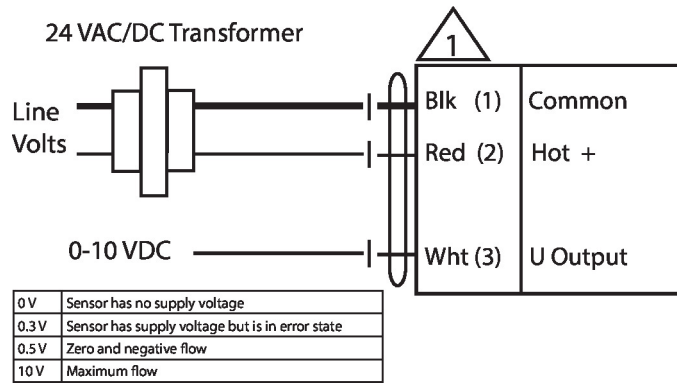 24 VAC/DC Transformer
1
Line Volts
Blk (1) Common
Red (2) Hot +
0-10 VDC
Wht (3) U Output
0 V Sensor has no supply voltage
0.3 V Sensor has supply voltage but is in error state
0.5 V Zero and negative flow
10 V Maximum flow